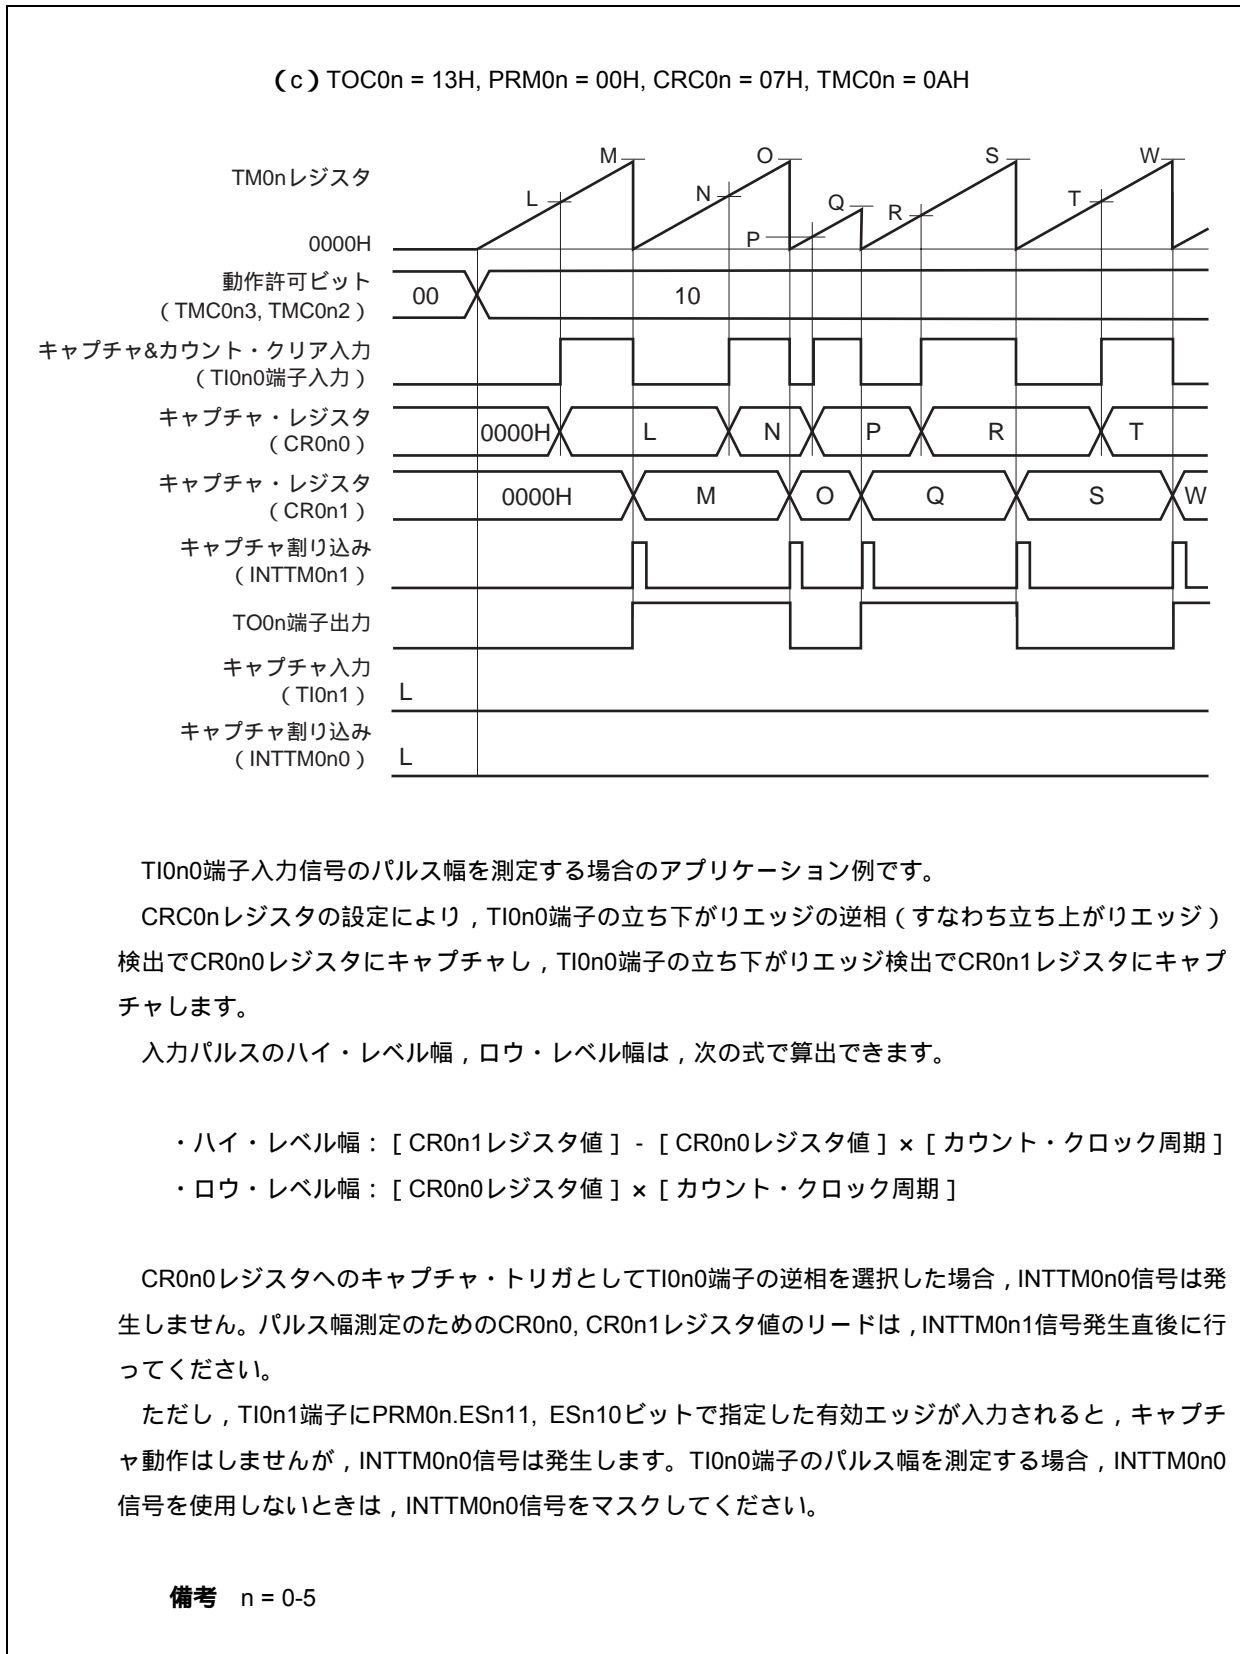 (c) TOC0n = 13H, PRM0n = 00H, CRC0n = 07H, TMC0n = 0AH
TM0nレジスタ
0000H
L
M
N
O
P
Q
R
S
T
W
動作許可ビット
(TMC0n3, TMC0n2)
00
10
キャプチャ&カウント・クリア入力
(TI0n0端子入力)
キャプチャ・レジスタ
(CR0n0)
0000H
L
N
P
R
T
キャプチャ・レジスタ
(CR0n1)
0000H
M
O
Q
S
W
キャプチャ割り込み
(INTTM0n1)
TO0n端子出力
キャプチャ入力
(TI0n1)
L
キャプチャ割り込み
(INTTM0n0)
L
TI0n0端子入力信号のパルス幅を測定する場合のアプリケーション例です。
CRC0nレジスタの設定により,TI0n0端子の立ち下がりエッジの逆相(すなわち立ち上がりエッジ)
検出でCR0n0レジスタにキャプチャし,TI0n0端子の立ち下がりエッジ検出でCR0n1レジスタにキャプ
チャします。
入力パルスのハイ・レベル幅,ロウ・レベル幅は,次の式で算出できます。
・ハイ・レベル幅:[CR0n1レジスタ値] - [CR0n0レジスタ値]×[カウント・クロック周期]
・ロウ・レベル幅:[CR0n0レジスタ値]×[カウント・クロック周期]
CR0n0レジスタへのキャプチャ・トリガとしてTI0n0端子の逆相を選択した場合,INTTM0n0信号は発
生しません。パルス幅測定のためのCR0n0, CR0n1レジスタ値のリードは,INTTM0n1信号発生直後に行
ってください。
ただし,TI0n1端子にPRM0n.ESn11, ESn10ビットで指定した有効エッジが入力されると,キャプチ
ャ動作はしませんが,INTTM0n0信号は発生します。TI0n0端子のパルス幅を測定する場合,INTTM0n0
信号を使用しないときは,INTTM0n0信号をマスクしてください。
備考 n = 0-5